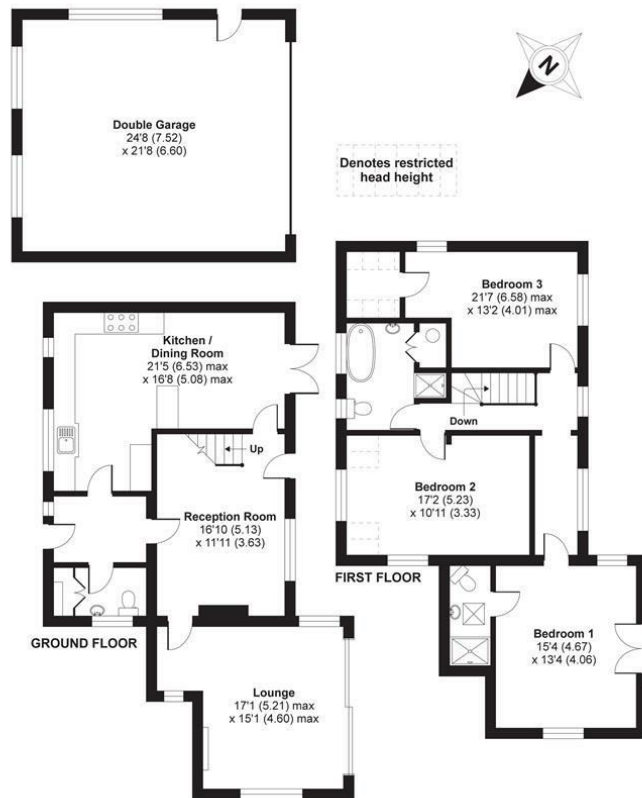 Double Garage
24'8 (7.52)
x 21'8 (6.60)
N
Denotes restricted
head height
Kitchen /
Dining Room
21'5 (6.53) max
x 16'8 (5.08) max
Up
Reception Room
16'10 (5.13)
x 11'11 (3.63)
GROUND FLOOR
Lounge
17'1 (5.21) max
x 15'1 (4.60) max
Bedroom 3
21'7 (6.58) max
x 13'2 (4.01) max
Down
Bedroom 2
17'2 (5.23)
x 10'11 (3.33)
FIRST FLOOR
Bedroom 1
15'4 (4.67)
x 13'4 (4.06)